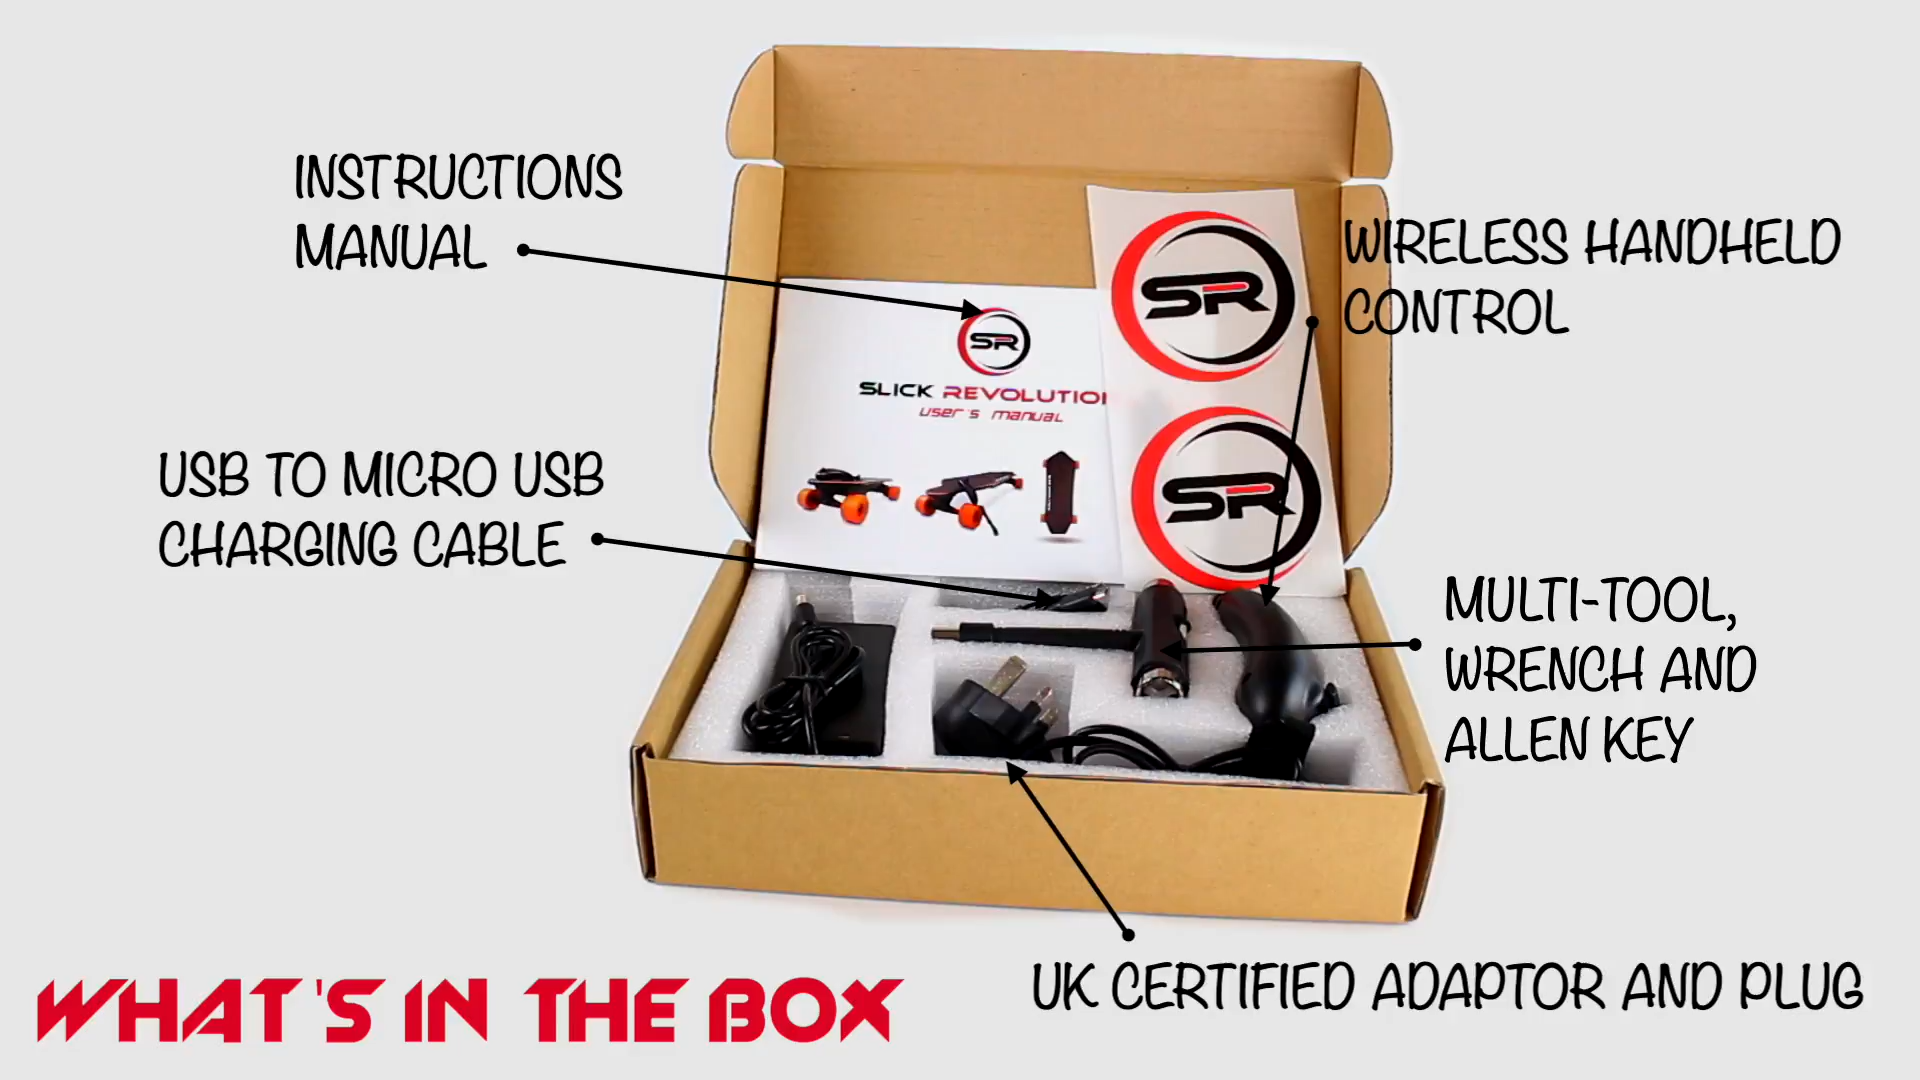 INSTRUCTIONS
MANUAL
WIRELESS HANDHELD
CONTROL
SR
SR
SR
SLICK REVOLUTION
user's manual
USB TO MICRO USB
CHARGING CABLE
MULTI-TOOL,
WRENCH AND
ALLEN KEY
UK CERTIFIED ADAPTOR AND PLUG
WHAT'S IN THE BOX